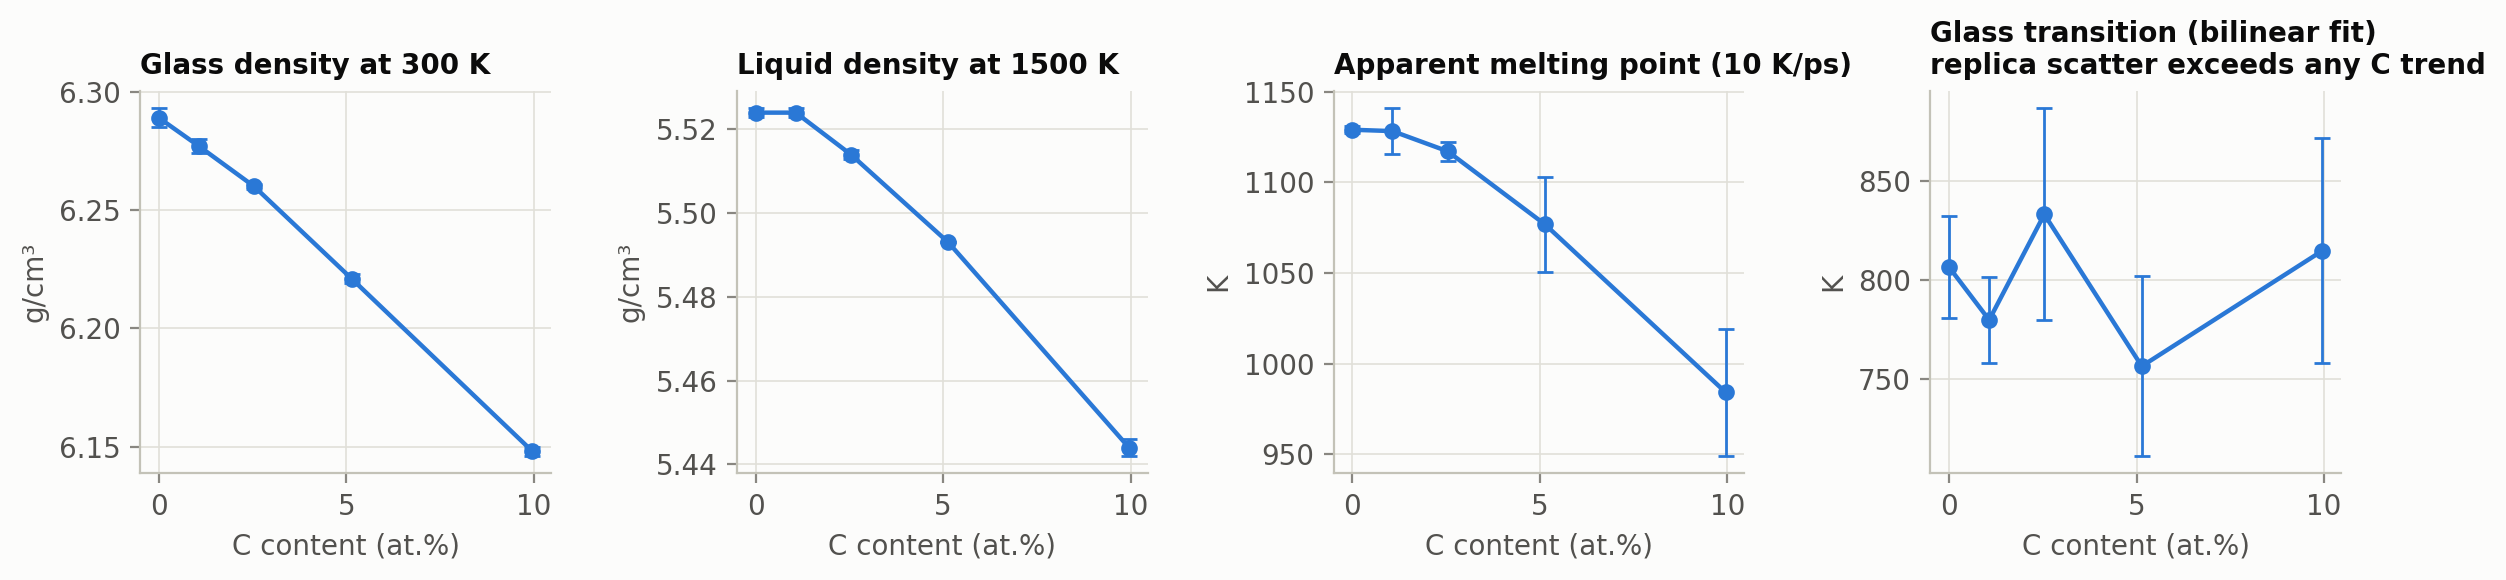 Glass density at 300 K
6.30
6.25
6.20
6.15
g/cm³
0 5 10
C content (at.%)
Liquid density at 1500 K
5.52
5.50
5.48
5.46
5.44
g/cm³
0 5 10
C content (at.%)
Apparent melting point (10 K/ps)
1150
1100
1050
1000
950
K
0 5 10
C content (at.%)
Glass transition (bilinear fit)
replica scatter exceeds any C trend
850
800
750
K
0 5 10
C content (at.%)